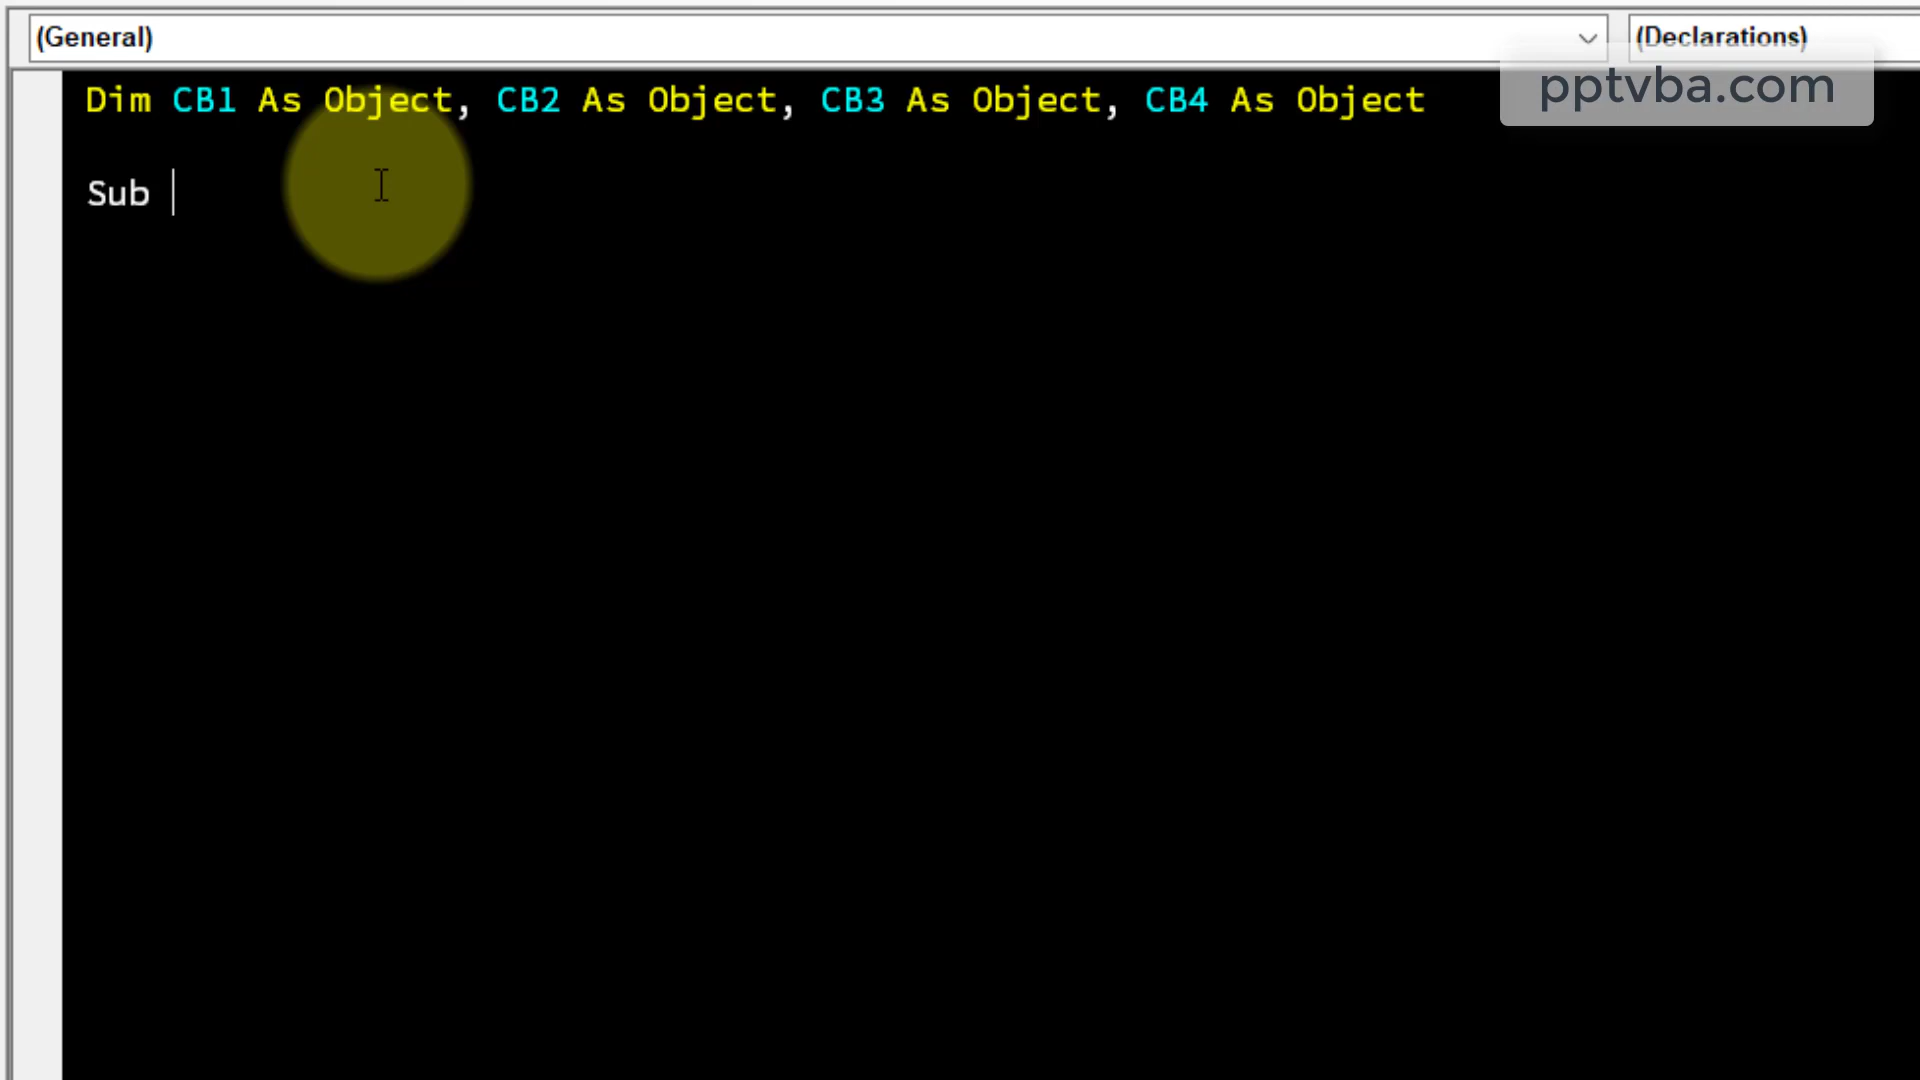 (General) (Declarations)
pptvba.com
Dim CB1 As Object, CB2 As Object, CB3 As Object, CB4 As Object
Sub